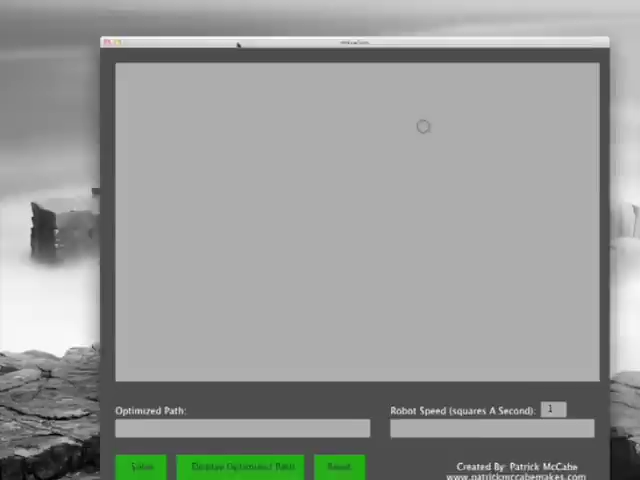 Optimized Path:
Robot Speed (squares A Second): 1
Solve
Display Optimized Path
Reset
Created By: Patrick McCabe
www.patrickmccabemakes.com